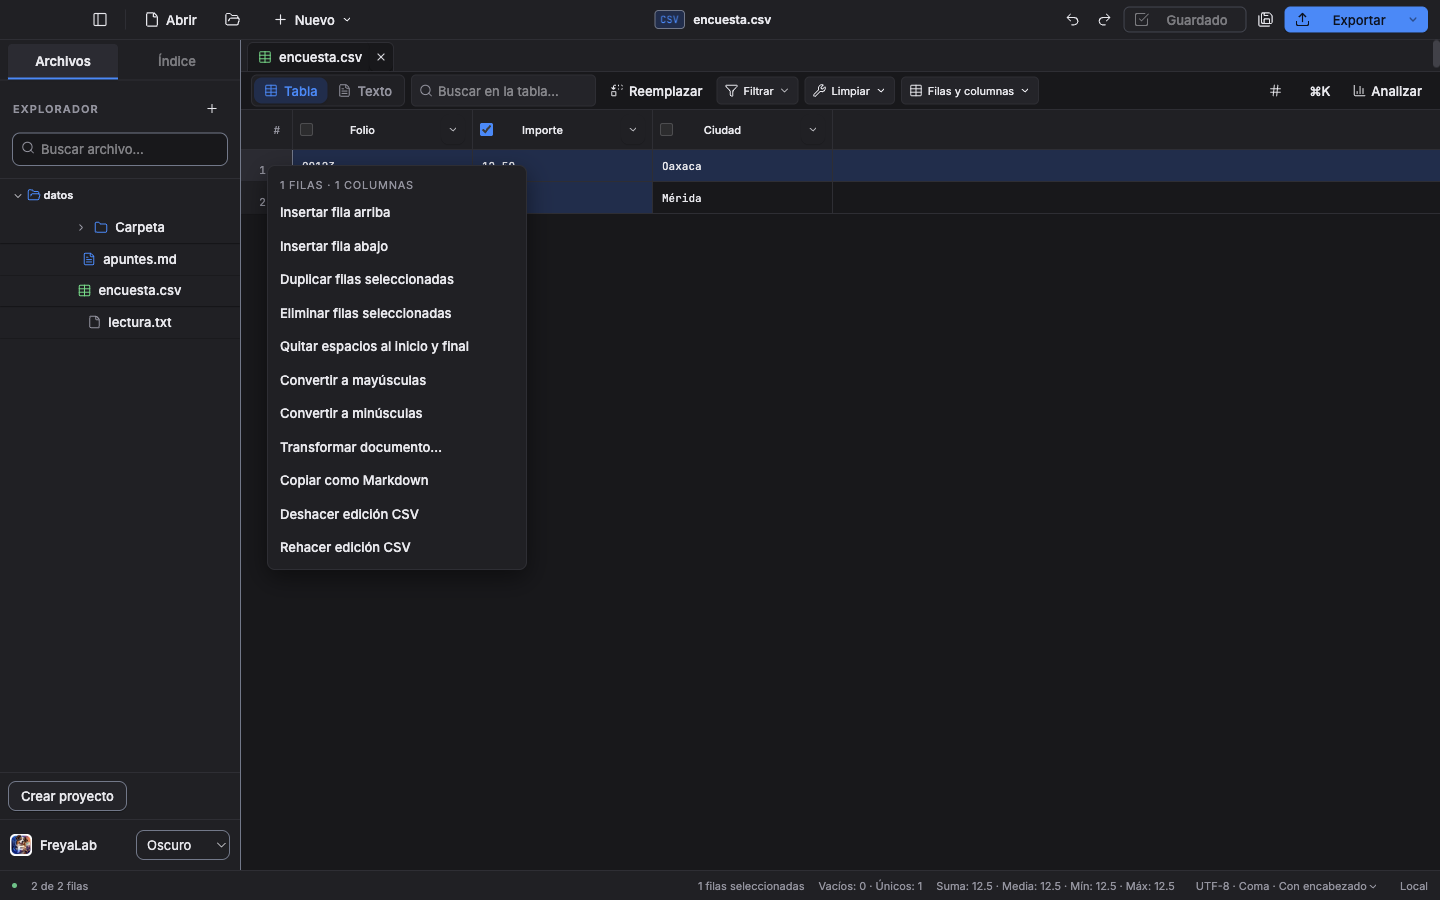 Abrir
Nuevo
CSV encuesta.csv
Guardado
Exportar
Archivos
Índice
encuesta.csv
EXPLORADOR
Tabla
Texto
Buscar en la tabla...
Reemplazar
Filtrar
Limpiar
Filas y columnas
#
⌘K
Analizar
Buscar archivo...
# Folio Importe Ciudad
1 Oaxaca
2 Mérida
datos
Carpeta
apuntes.md
encuesta.csv
lectura.txt
1 FILAS · 1 COLUMNAS
Insertar fila arriba
Insertar fila abajo
Duplicar filas seleccionadas
Eliminar filas seleccionadas
Quitar espacios al inicio y final
Convertir a mayúsculas
Convertir a minúsculas
Transformar documento...
Copiar como Markdown
Deshacer edición CSV
Rehacer edición CSV
Crear proyecto
FreyaLab
Oscuro
2 de 2 filas
1 filas seleccionadas
Vacíos: 0 · Únicos: 1
Suma: 12.5 · Media: 12.5 · Mín: 12.5 · Máx: 12.5
UTF-8 · Coma · Con encabezado
Local